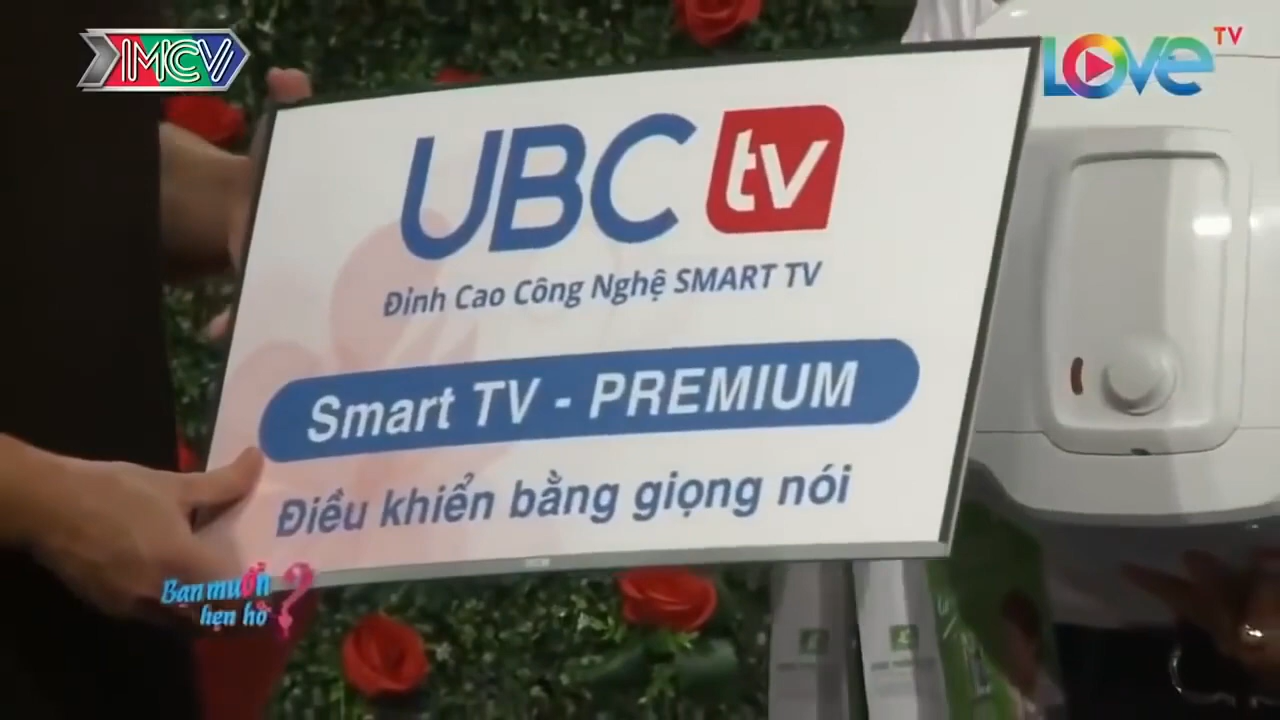 MCV
LOVE TV
UBC tv
Đỉnh Cao Công Nghệ SMART TV
Smart TV - PREMIUM
Điều khiển bằng giọng nói
Bạn muốn
hẹn hò ?